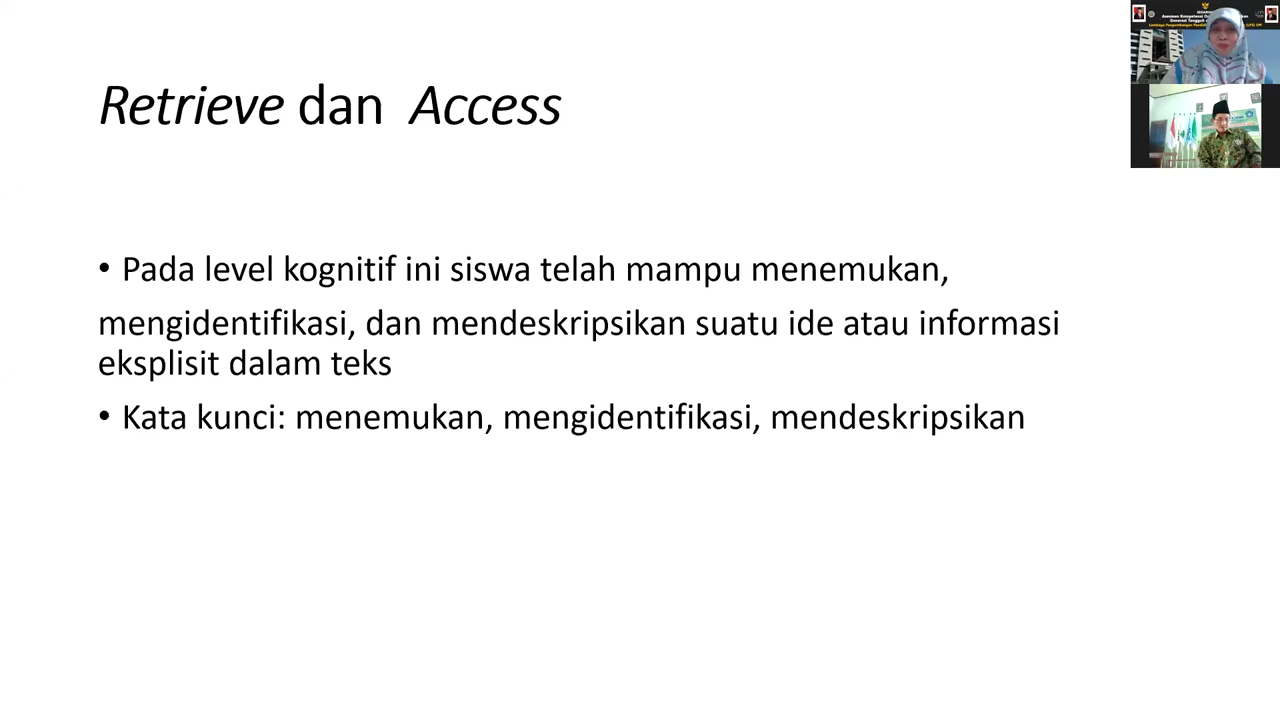 Retrieve dan Access
• Pada level kognitif ini siswa telah mampu menemukan,
mengidentifikasi, dan mendeskripsikan suatu ide atau informasi
eksplisit dalam teks
• Kata kunci: menemukan, mengidentifikasi, mendeskripsikan